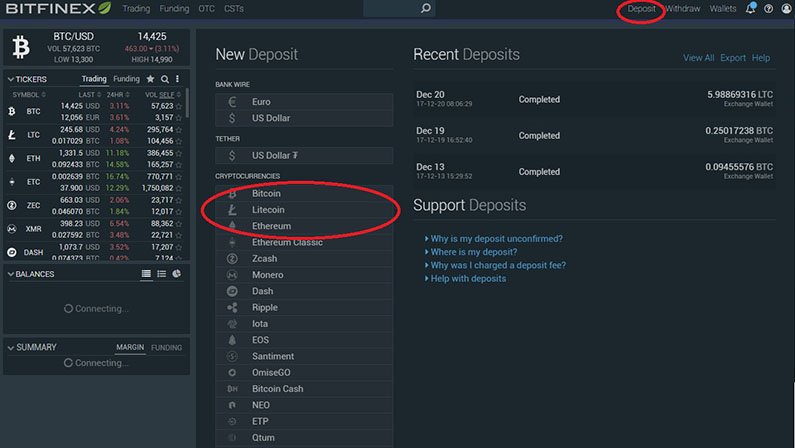 BITFINEX Trading Funding OTC CSTs Deposit Withdraw Wallets
BTC/USD 14,425
VOL 57,623 BTC 463.00 (3.11%)
LOW 13,300 HIGH 14,990
TICKERS Trading Funding
SYMBOL LAST 24HR VOL SELF
BTC 14,425 USD 3.11% 57,623
12,056 EUR 3.61% 3,157
LTC 245.68 USD 4.24% 295,764
0.017029 BTC 1.08% 104,456
ETH 1,331.5 USD 11.18% 386,455
0.092433 BTC 14.58% 165,257
ETC 0.002639 BTC 16.74% 770,771
37.900 USD 12.29% 1,750,082
ZEC 663.03 USD 2.06% 23,717
0.046070 BTC 1.84% 12,017
XMR 398.23 USD 6.54% 88,362
0.027592 BTC 3.48% 22,721
DASH 1,073.7 USD 3.52% 17,207
0.074373 BTC 0.42% 7,124
BALANCES
Connecting...
SUMMARY MARGIN FUNDING
Connecting...
New Deposit
BANK WIRE
Euro
US Dollar
TETHER
US Dollar ₮
CRYPTOCURRENCIES
Bitcoin
Litecoin
Ethereum
Ethereum Classic
Zcash
Monero
Dash
Ripple
Iota
EOS
Santiment
OmiseGO
Bitcoin Cash
NEO
ETP
Qtum
Recent Deposits View All Export Help
Dec 20 Completed 5.98869316 LTC
17-12-20 08:06:29 Exchange Wallet
Dec 19 Completed 0.25017238 BTC
17-12-19 16:52:40 Exchange Wallet
Dec 13 Completed 0.09455576 BTC
17-12-13 15:29:52 Exchange Wallet
Support Deposits
Why is my deposit unconfirmed?
Where is my deposit?
Why was I charged a deposit fee?
Help with deposits